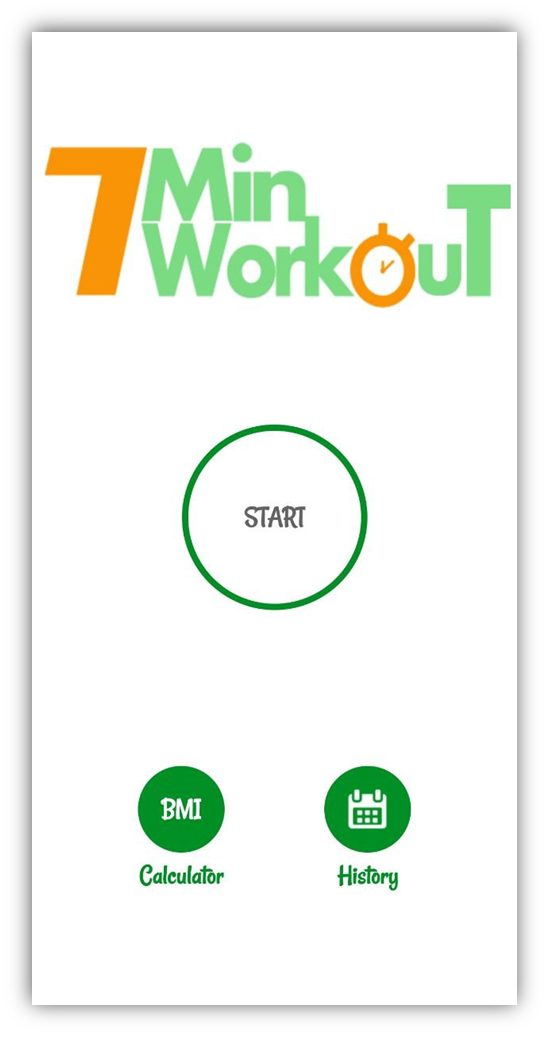 7 Min
Workout
START
BMI
Calculator
History